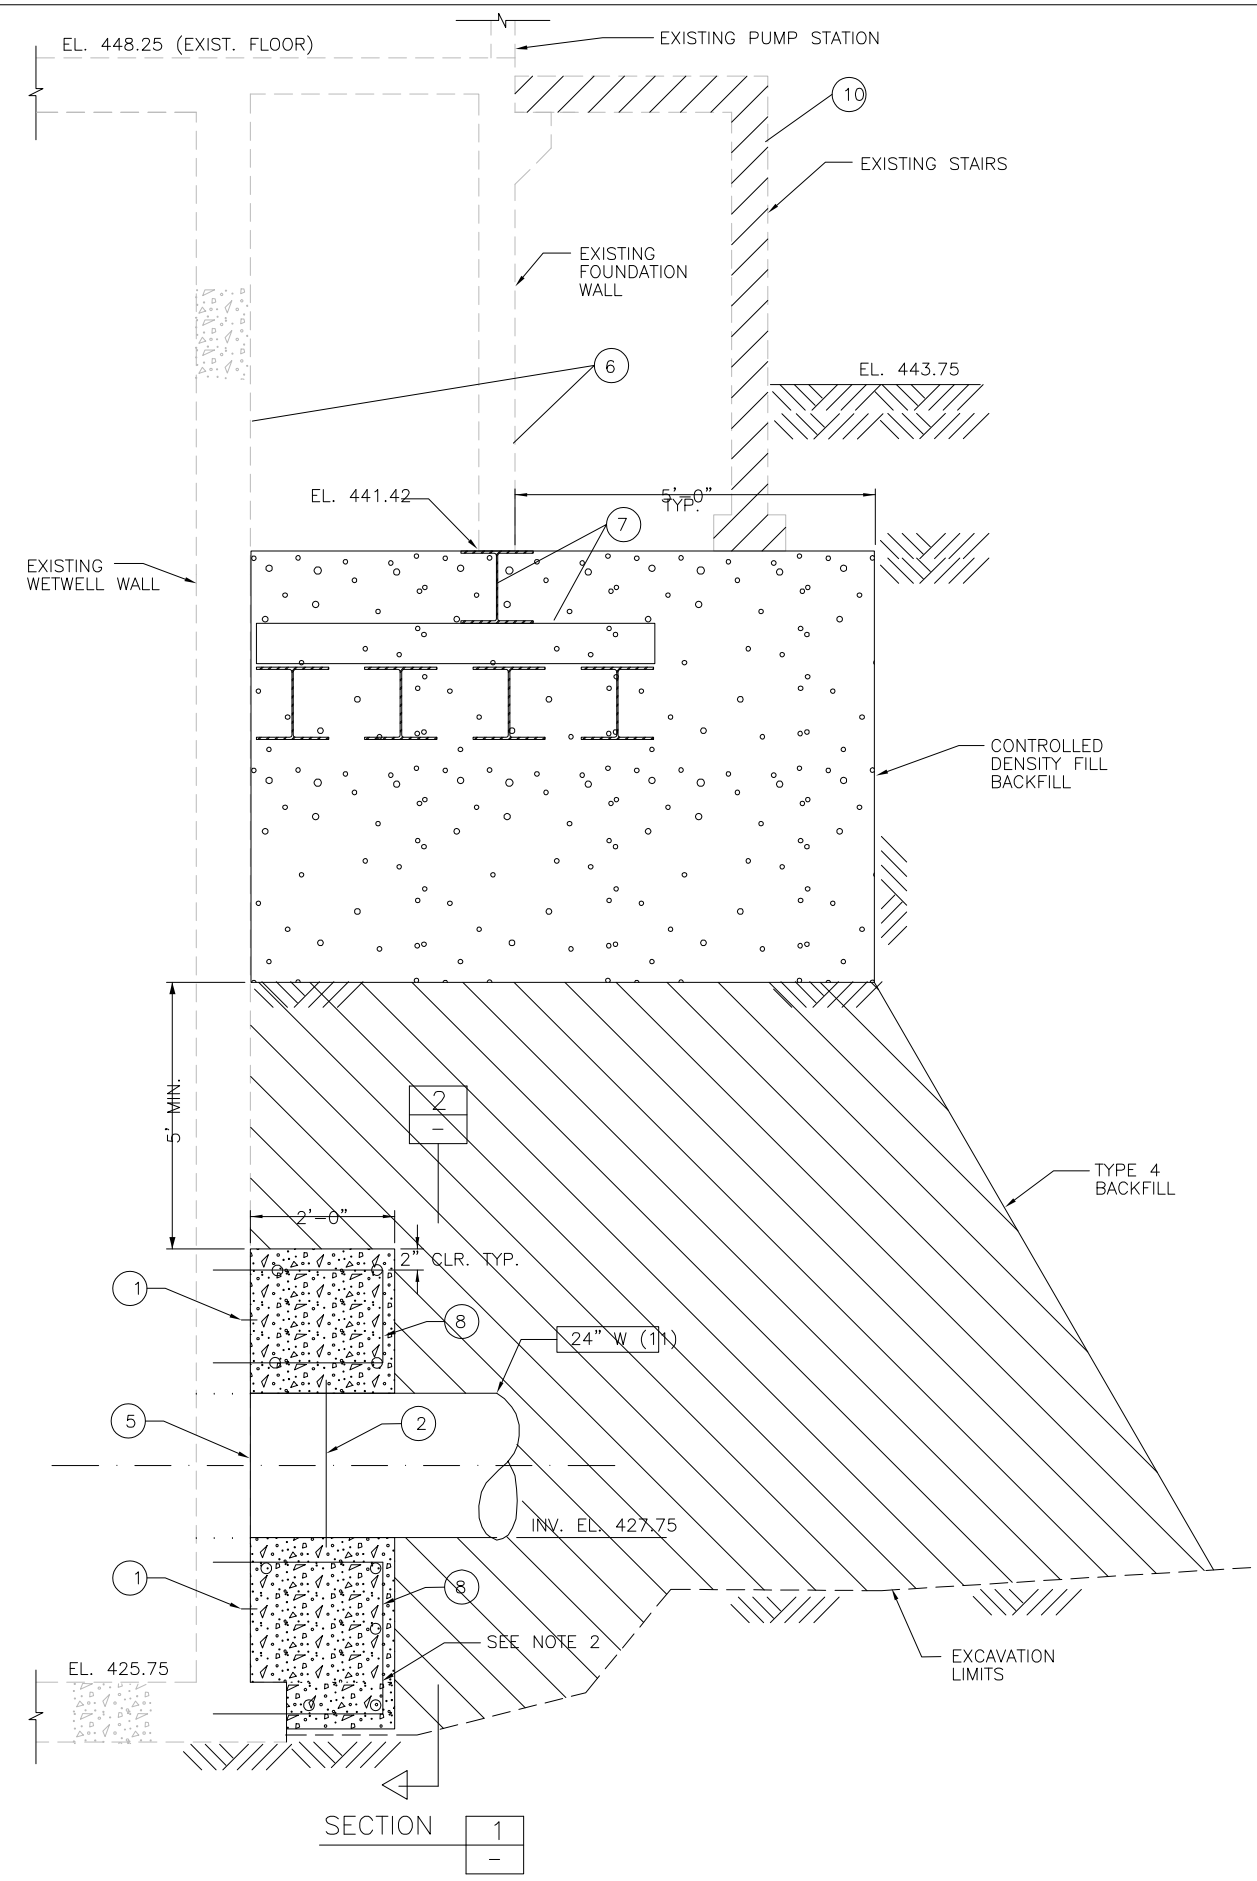 EL. 448.25 (EXIST. FLOOR)
EXISTING PUMP STATION
10
EXISTING STAIRS
EXISTING
FOUNDATION
WALL
6
EL. 443.75
EL. 441.42
5'-0"
TYP.
7
EXISTING
WETWELL WALL
CONTROLLED
DENSITY FILL
BACKFILL
5' MIN.
2
-
TYPE 4
BACKFILL
2'-0"
2" CLR. TYP.
1
8
24" W (11)
5
2
INV. EL. 427.75
1
8
SEE NOTE 2
EL. 425.75
EXCAVATION
LIMITS
SECTION
1
-